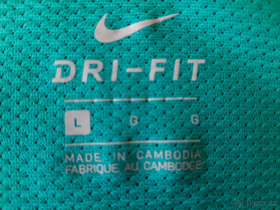 DRI-FIT
L G G
MADE IN CAMBODIA
FABRIQUE AU CAMBODGE